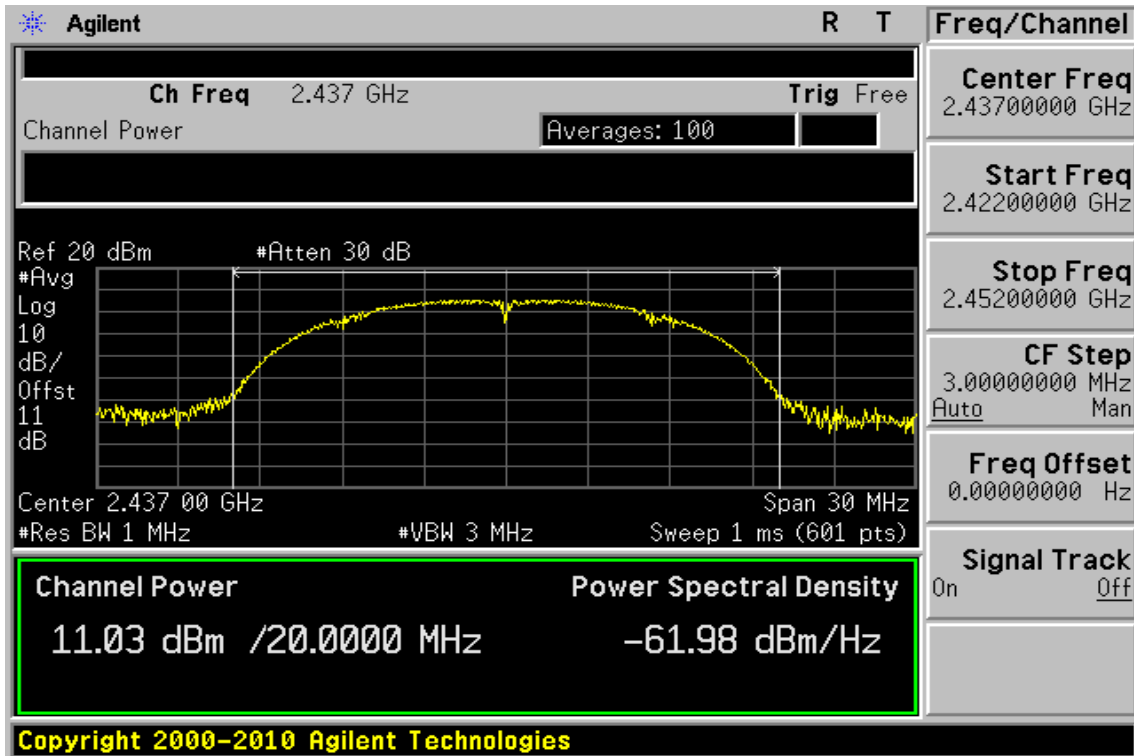 Agilent R T
Ch Freq 2.437 GHz Trig Free
Channel Power Averages: 100
Ref 20 dBm #Atten 30 dB
#Avg
Log
10
dB/
Offst
11
dB
Center 2.437 00 GHz Span 30 MHz
#Res BW 1 MHz #VBW 3 MHz Sweep 1 ms (601 pts)
Channel Power Power Spectral Density
11.03 dBm /20.0000 MHz -61.98 dBm/Hz
Copyright 2000-2010 Agilent Technologies
Freq/Channel
Center Freq
2.43700000 GHz
Start Freq
2.42200000 GHz
Stop Freq
2.45200000 GHz
CF Step
3.00000000 MHz
Auto Man
Freq Offset
0.00000000 Hz
Signal Track
On Off